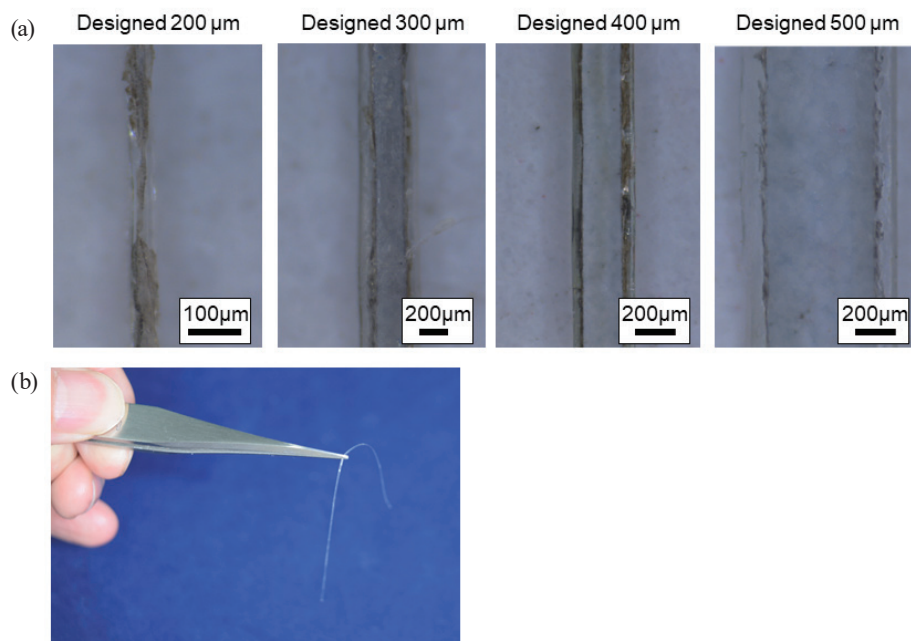 (a)
Designed 200 µm
Designed 300 µm
Designed 400 µm
Designed 500 µm
100µm
200µm
200µm
200µm
(b)